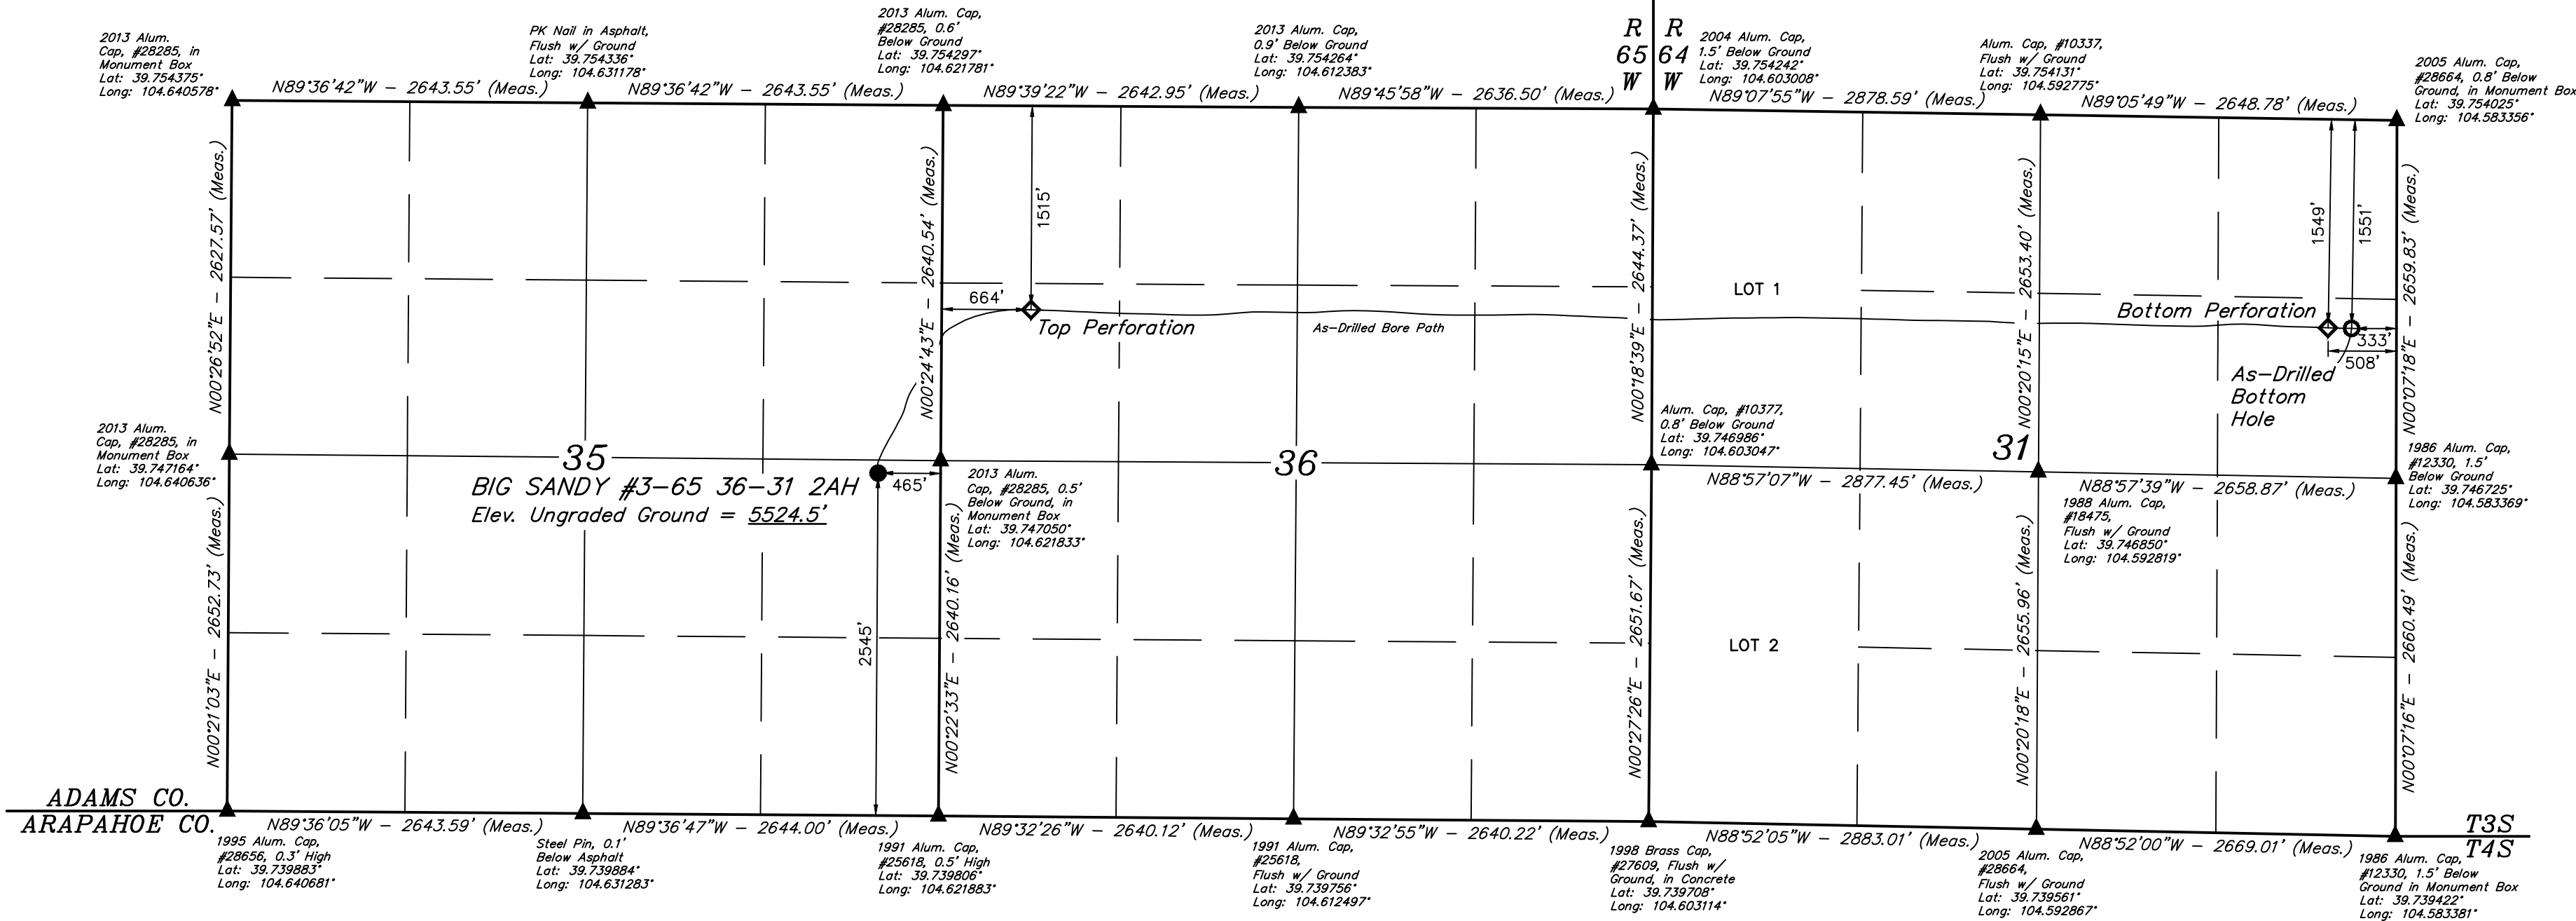 2013 Alum.
Cap, #28285, in
Monument Box
Lat: 39.754375°
Long: 104.640578°
PK Nail in Asphalt,
Flush w/ Ground
Lat: 39.754336°
Long: 104.631178°
2013 Alum. Cap,
#28285, 0.6'
Below Ground
Lat: 39.754297°
Long: 104.621781°
2013 Alum. Cap,
0.9' Below Ground
Lat: 39.754264°
Long: 104.612383°
R R
65 64
W W
2004 Alum. Cap,
1.5' Below Ground
Lat: 39.754242°
Long: 104.603008°
Alum. Cap, #10337,
Flush w/ Ground
Lat: 39.754131°
Long: 104.592775°
2005 Alum. Cap,
#28664, 0.8' Below
Ground, in Monument Box
Lat: 39.754025°
Long: 104.583356°
N89°36'42"W - 2643.55' (Meas.)
N89°36'42"W - 2643.55' (Meas.)
N89°39'22"W - 2642.95' (Meas.)
N89°45'58"W - 2636.50' (Meas.)
N89°07'55"W - 2878.59' (Meas.)
N89°05'49"W - 2648.78' (Meas.)
N00°26'52"E - 2627.57' (Meas.)
N00°24'43"E - 2640.54' (Meas.)
1515'
664'
Top Perforation
As-Drilled Bore Path
N00°18'39"E - 2644.37' (Meas.)
LOT 1
N00°20'15"E - 2653.40' (Meas.)
1549'
1551'
N00°07'18"E - 2659.83' (Meas.)
Bottom Perforation
333'
508'
As-Drilled
Bottom
Hole
2013 Alum.
Cap, #28285, in
Monument Box
Lat: 39.747164°
Long: 104.640636°
35
BIG SANDY #3-65 36-31 2AH
Elev. Ungraded Ground = 5524.5'
465'
2013 Alum.
Cap, #28285, 0.5'
Below Ground, in
Monument Box
Lat: 39.747050°
Long: 104.621833°
36
Alum. Cap, #10377,
0.8' Below Ground
Lat: 39.746986°
Long: 104.603047°
31
N88°57'07"W - 2877.45' (Meas.)
N88°57'39"W - 2658.87' (Meas.)
1988 Alum. Cap,
#18475,
Flush w/ Ground
Lat: 39.746850°
Long: 104.592819°
1986 Alum. Cap,
#12330, 1.5'
Below Ground
Lat: 39.746725°
Long: 104.583369°
N00°21'03"E - 2652.73' (Meas.)
2545'
N00°22'33"E - 2640.16' (Meas.)
N00°27'26"E - 2651.67' (Meas.)
LOT 2
N00°20'18"E - 2655.96' (Meas.)
N00°07'16"E - 2660.49' (Meas.)
ADAMS CO.
ARAPAHOE CO.
N89°36'05"W - 2643.59' (Meas.)
N89°36'47"W - 2644.00' (Meas.)
N89°32'26"W - 2640.12' (Meas.)
N89°32'55"W - 2640.22' (Meas.)
N88°52'05"W - 2883.01' (Meas.)
N88°52'00"W - 2669.01' (Meas.)
T3S
T4S
1995 Alum. Cap,
#28656, 0.3' High
Lat: 39.739883°
Long: 104.640681°
Steel Pin, 0.1'
Below Asphalt
Lat: 39.739884°
Long: 104.631283°
1991 Alum. Cap,
#25618, 0.5' High
Lat: 39.739806°
Long: 104.621883°
1991 Alum. Cap,
#25618,
Flush w/ Ground
Lat: 39.739756°
Long: 104.612497°
1998 Brass Cap,
#27609, Flush w/
Ground, in Concrete
Lat: 39.739708°
Long: 104.603114°
2005 Alum. Cap,
#28664,
Flush w/ Ground
Lat: 39.739561°
Long: 104.592867°
1986 Alum. Cap,
#12330, 1.5' Below
Ground in Monument Box
Lat: 39.739422°
Long: 104.583381°